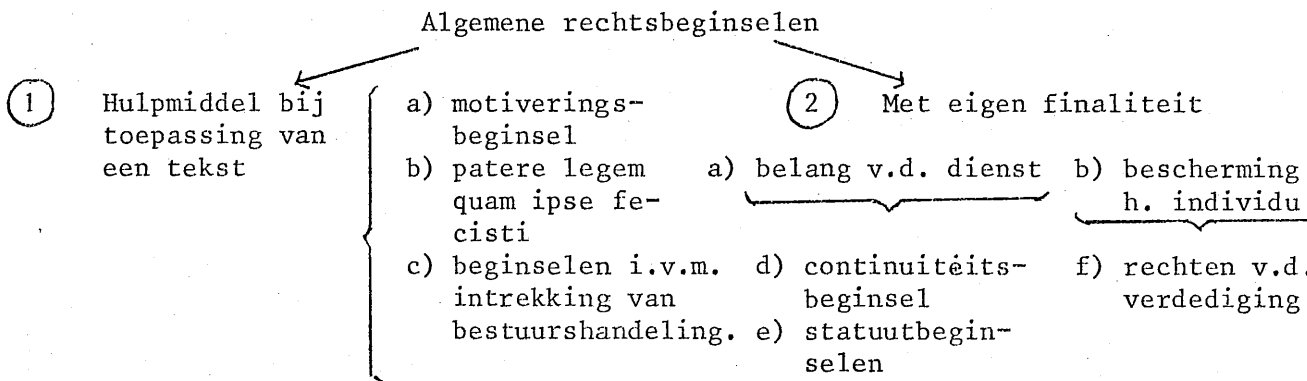 Algemene rechtsbeginselen
1 Hulpmiddel bij
toepassing van
een tekst
a) motiverings-
beginsel
b) patere legem
quam ipse fe-
cisti
c) beginselen i.v.m.
intrekking van
bestuurshandeling.
2 Met eigen finaliteit
a) belang v.d. dienst
d) continuïteits-
beginsel
e) statuutbegin-
selen
b) bescherming
h. individu
f) rechten v.d.
verdediging